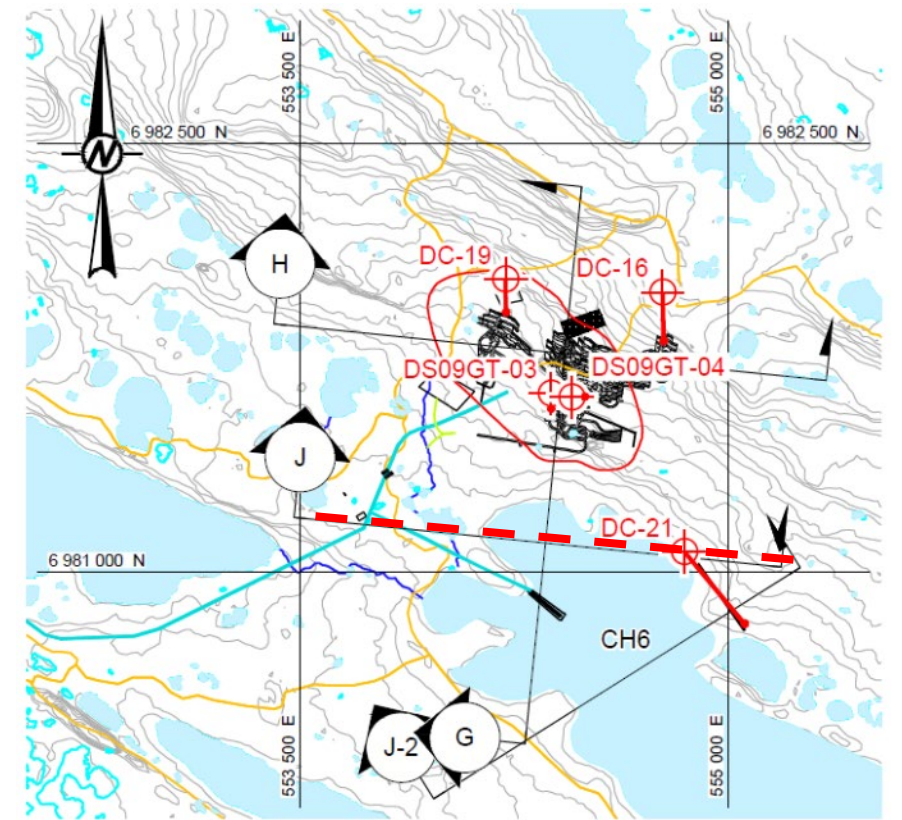 553 500 E
555 000 E
6 982 500 N
6 982 500 N
N
DC-19
DC-16
H
DS09GT-03
DS09GT-04
J
DC-21
6 981 000 N
CH6
J-2
G
553 500 E
555 000 E